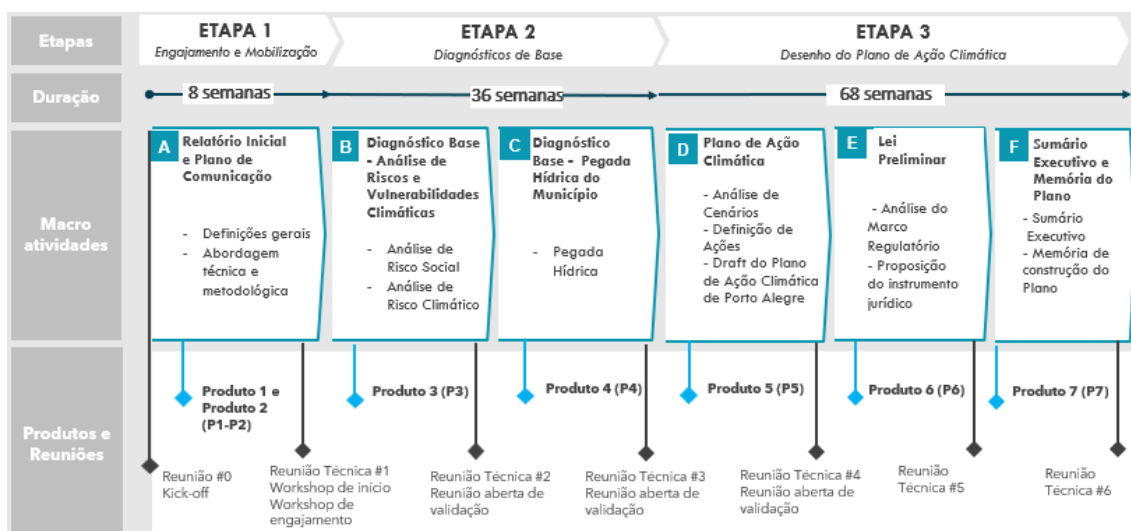 Etapas
ETAPA 1
Engajamento e Mobilização
ETAPA 2
Diagnósticos de Base
ETAPA 3
Desenho do Plano de Ação Climática
Duração
8 semanas
36 semanas
68 semanas
Macro
atividades
A
Relatório Inicial
e Plano de
Comunicação
- Definições gerais
- Abordagem
técnica e
metodológica
B
Diagnóstico Base
- Análise de
Riscos e
Vulnerabilidades
Climáticas
- Análise de
Risco Social
- Análise de
Risco Climático
C
Diagnóstico
Base - Pegada
Hídrica do
Município
- Pegada
Hídrica
D
Plano de Ação
Climática
- Análise de
Cenários
- Definição de
Ações
- Draft do Plano
de Ação Climática
de Porto Alegre
E
Lei
Preliminar
- Análise do
Marco
Regulatório
- Proposição
do instrumento
jurídico
F
Sumário
Executivo e
Memória do
Plano
- Sumário
Executivo
- Memória de
construção do
Plano
Produtos e
Reuniões
Produto 1 e
Produto 2
(P1-P2)
Produto 3 (P3)
Produto 4 (P4)
Produto 5 (P5)
Produto 6 (P6)
Produto 7 (P7)
Reunião #0
Kick-off
Reunião Técnica #1
Workshop de início
Workshop de
engajamento
Reunião Técnica #2
Reunião aberta de
validação
Reunião Técnica #3
Reunião aberta de
validação
Reunião Técnica #4
Reunião aberta de
validação
Reunião
Técnica #5
Reunião
Técnica #6